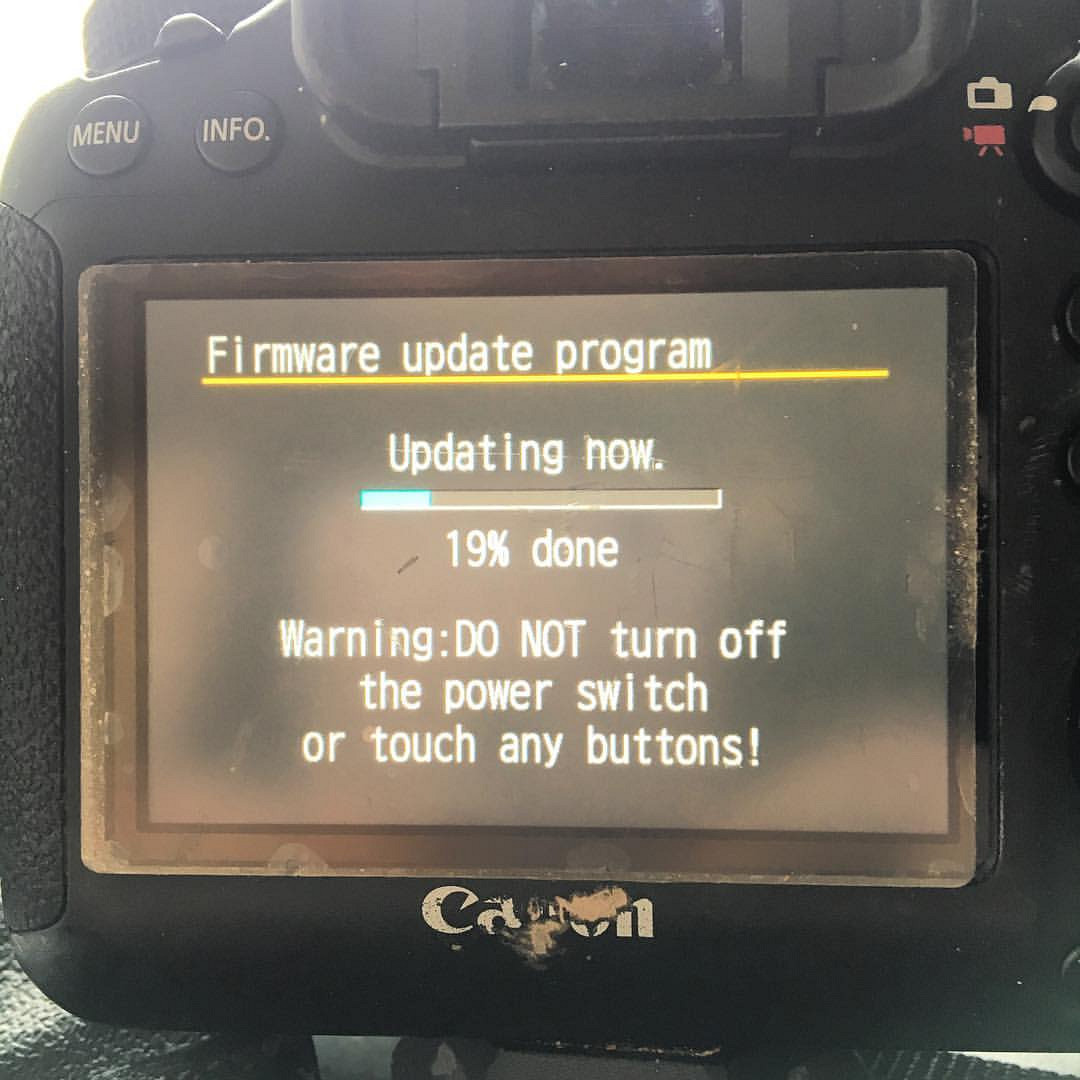 MENU INFO.
Firmware update program
Updating now.
19% done
Warning:DO NOT turn off
the power switch
or touch any buttons!
Canon